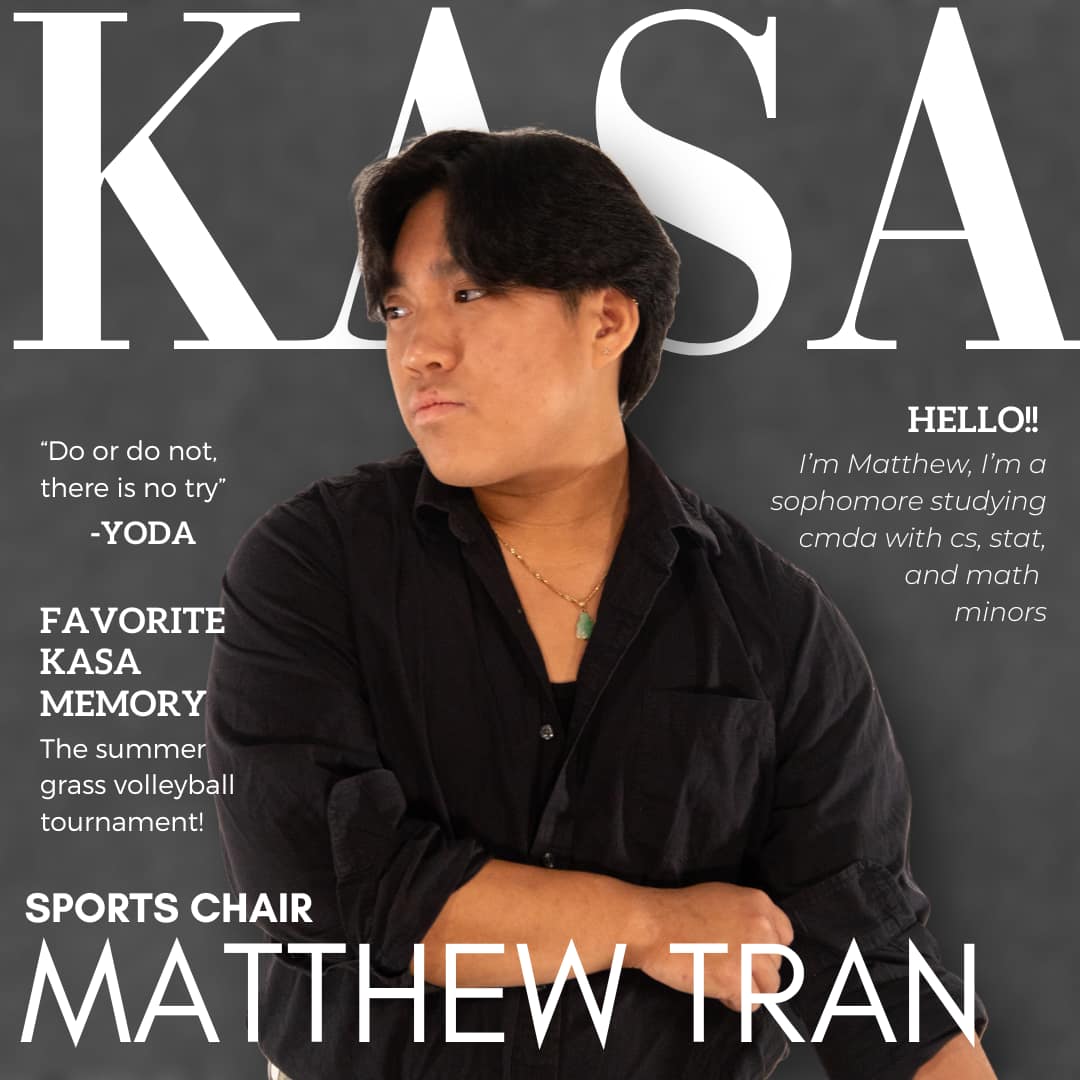 KASA
“Do or do not,
there is no try”
-YODA
FAVORITE
KASA
MEMORY
The summer
grass volleyball
tournament!
HELLO!!
I’m Matthew, I’m a
sophomore studying
cmda with cs, stat,
and math
minors
SPORTS CHAIR
MATTHEW TRAN